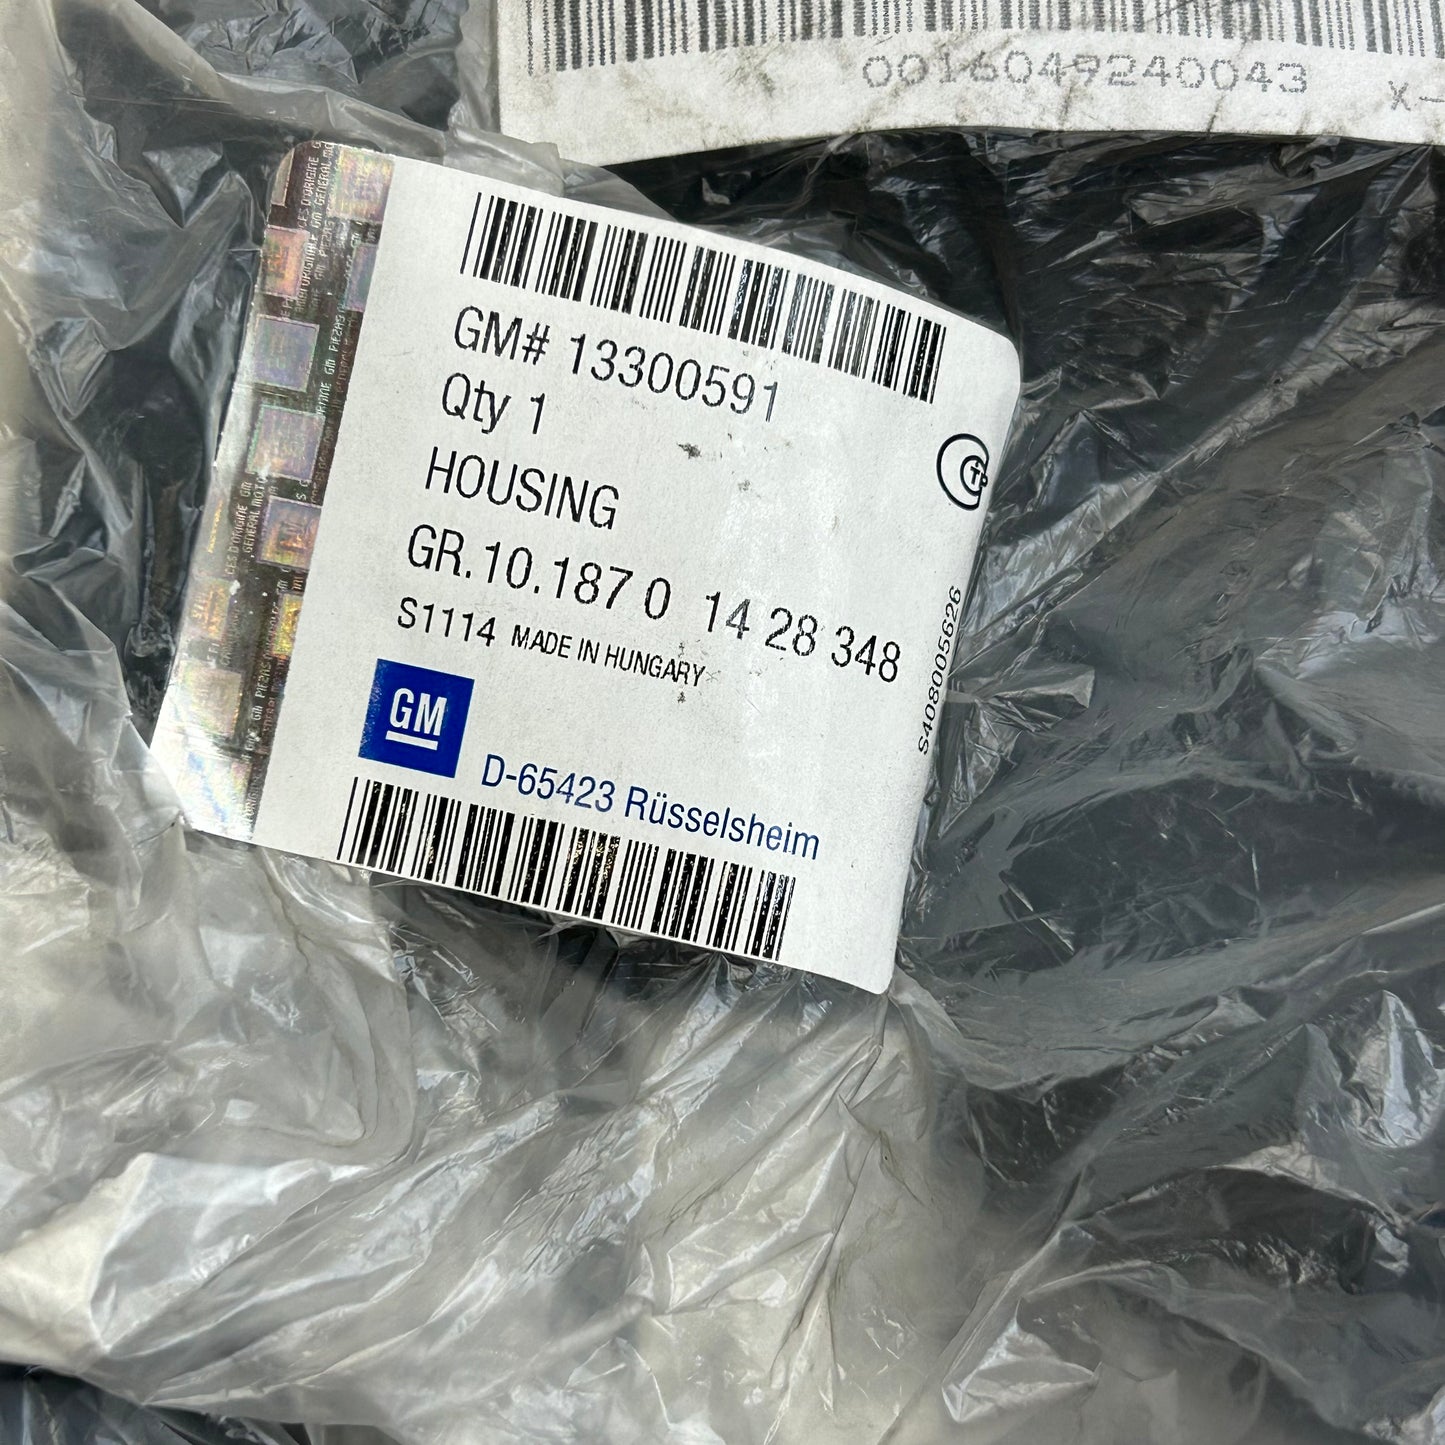 0016049240043 X-
GM# 13300591
Qty 1
HOUSING
GR.10.187 0 14 28 348
S1114 MADE IN HUNGARY
GM
D-65423 Rüsselsheim
S408005626